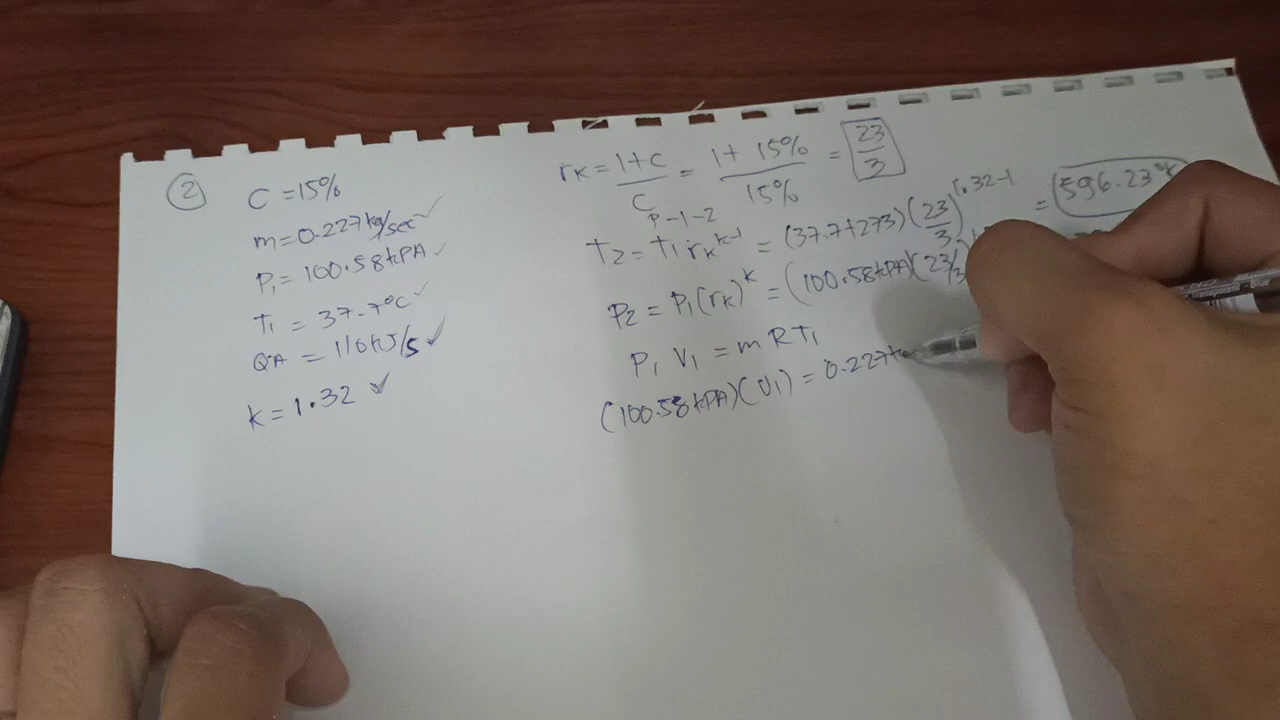 ②
C = 15%
m = 0.227 kg/sec ✓
P₁ = 100.58 kPA ✓
T₁ = 37.7°C ✓
QA = 110 kJ/s ✓
k = 1.32 ✓
rK = 1+C/C = 1 + 15%/15% = 23/3
P-1-2
T2 = T1 rK^k-1 = (37.7+273)(23/3)^1.32-1 = 596.23°K
P2 = P1(rK)^k = (100.58kPA)(23/3)
P1 V1 = m R T1
(100.58 kPA)(V1) = 0.227